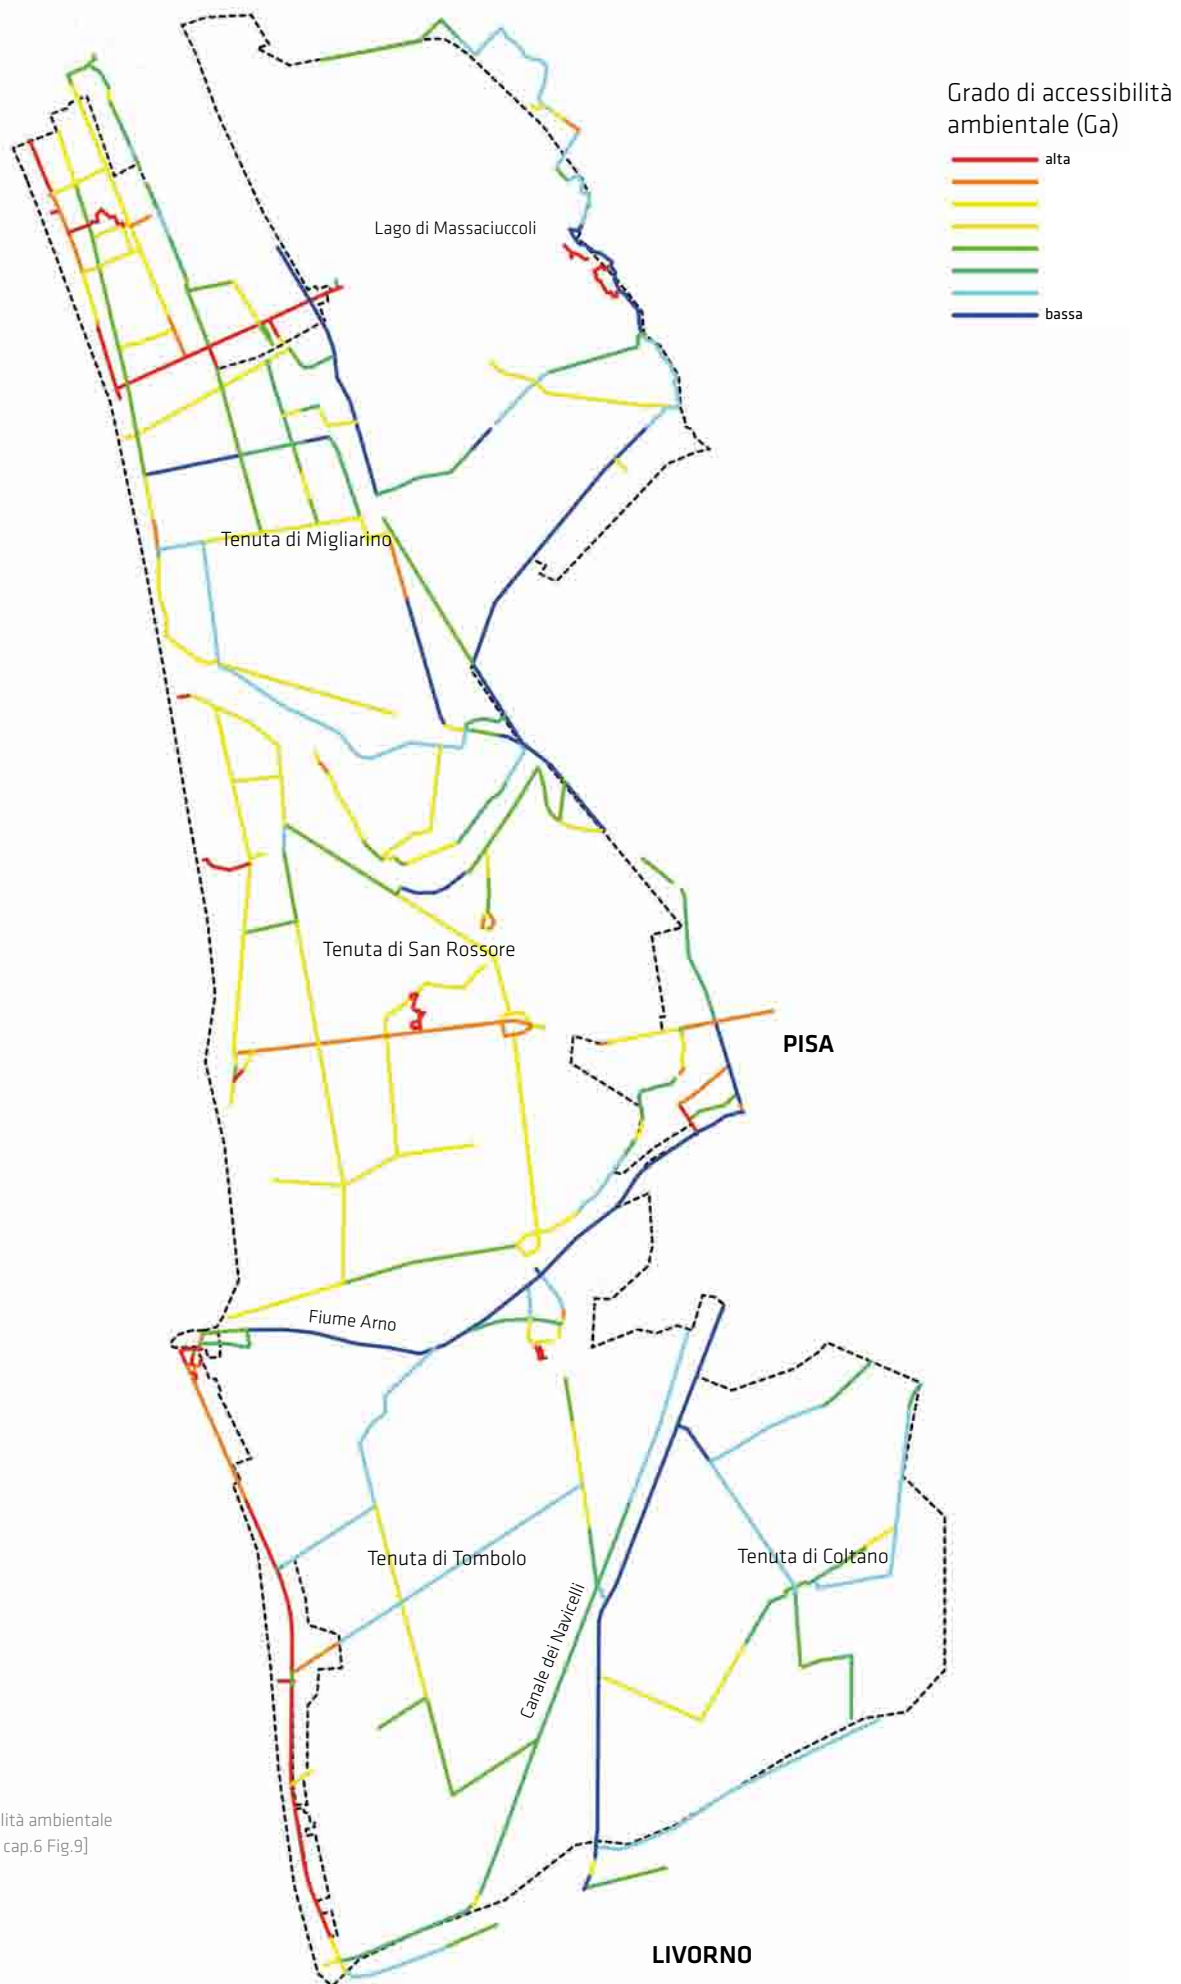 Grado di accessibilità
ambientale (Ga)
alta
bassa
Lago di Massaciuccoli
Tenuta di Migliarino
Tenuta di San Rossore
PISA
Fiume Arno
Tenuta di Tombolo
Tenuta di Coltano
Canale dei Navicelli
lità ambientale
cap.6 Fig.9]
LIVORNO